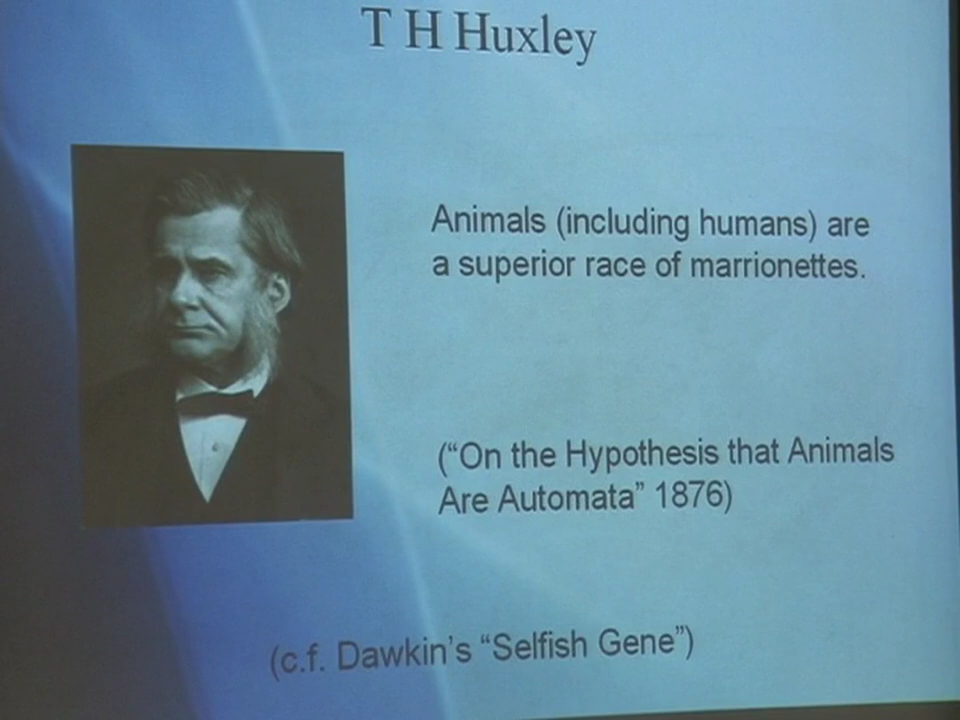 T H Huxley
Animals (including humans) are
a superior race of marrionettes.
(“On the Hypothesis that Animals
Are Automata” 1876)
(c.f. Dawkin’s “Selfish Gene”)